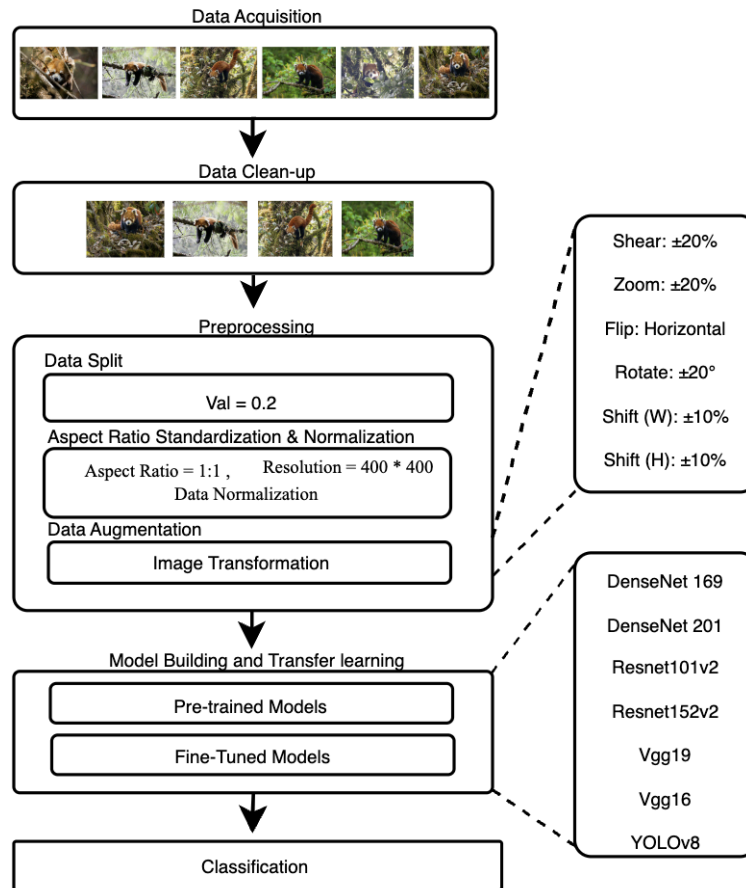 Data Acquisition
Data Clean-up
Preprocessing
Data Split
Val = 0.2
Aspect Ratio Standardization & Normalization
Aspect Ratio = 1:1 , Resolution = 400 * 400
Data Normalization
Data Augmentation
Image Transformation
Shear: ±20%
Zoom: ±20%
Flip: Horizontal
Rotate: ±20°
Shift (W): ±10%
Shift (H): ±10%
Model Building and Transfer learning
Pre-trained Models
Fine-Tuned Models
DenseNet 169
DenseNet 201
Resnet101v2
Resnet152v2
Vgg19
Vgg16
YOLOv8
Classification